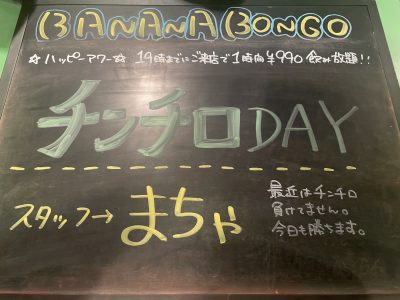 BANANA BONGO
☆ハッピーアワー☆ 19時までにご来店で1時間¥990 飲み放題!!
チンチロDAY
スタッフ→ まちゃ
最近はチンチロ
負けてません。
今日も勝ちます。